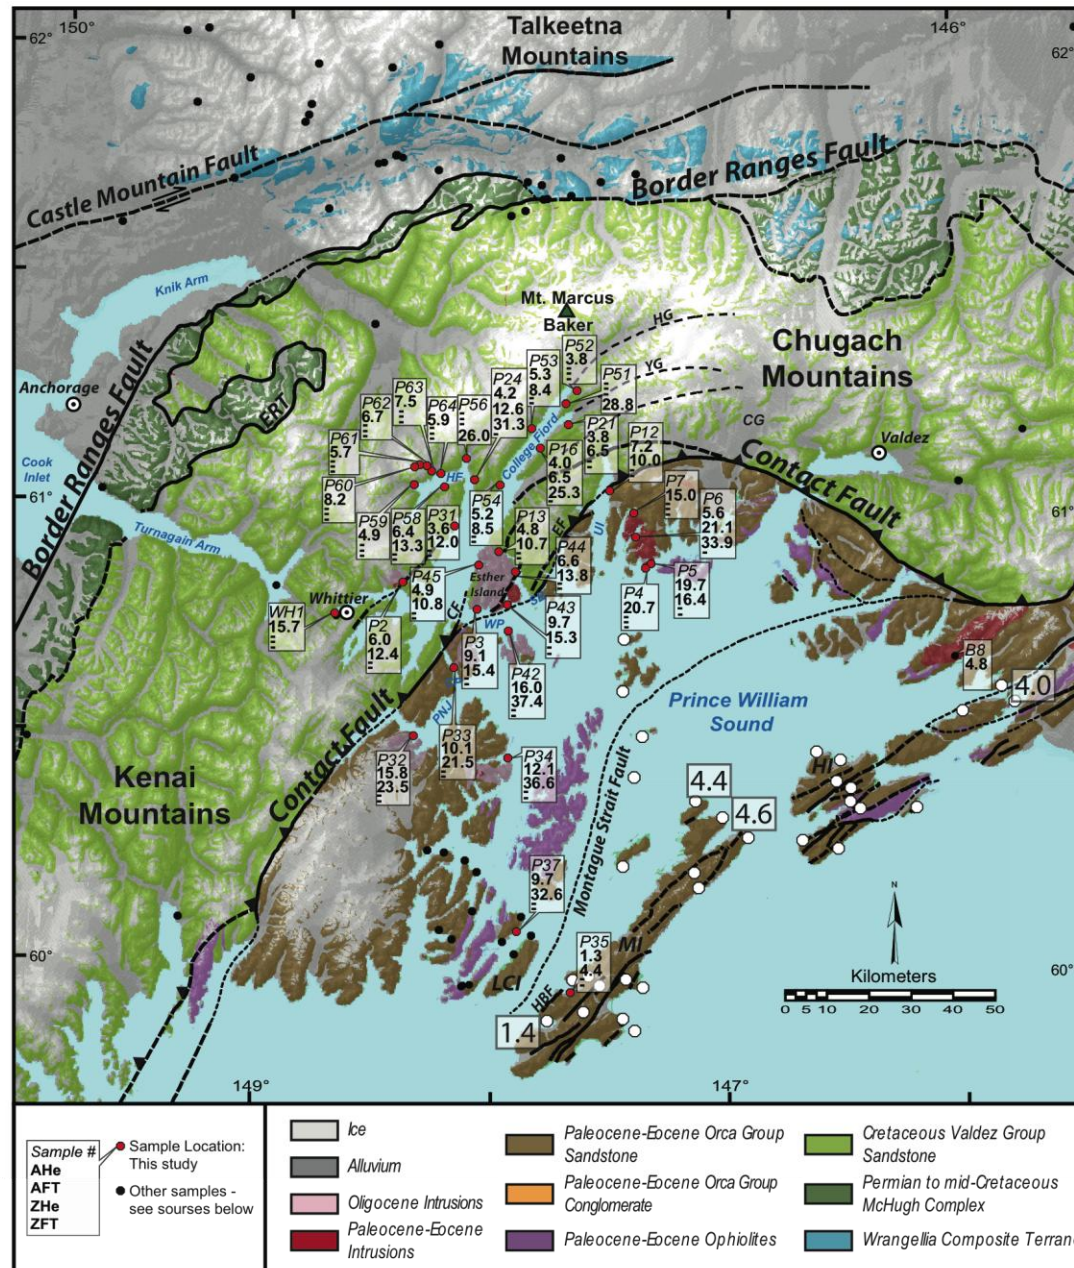 150°
146°
62°
62°
Talkeetna
Mountains
Castle Mountain Fault
Border Ranges Fault
Knik Arm
Mt. Marcus
Baker
HG
YG
Chugach
Mountains
Anchorage
Border Ranges Fault
ERT
Cook
Inlet
Turnagain Arm
CG
Valdez
Contact Fault
61°
61°
P52
3.8
P53
5.3
8.4
P51
28.8
P24
4.2
12.6
31.3
P56
26.0
P64
5.9
P63
7.5
P62
6.7
P61
5.7
P60
8.2
P59
4.9
P58
6.4
13.3
P31
3.6
12.0
HF
College Fiord
P54
5.2
8.5
P21
3.8
6.5
P16
4.0
6.5
25.3
P12
7.2
10.0
P7
15.0
P6
5.6
21.1
33.9
P13
4.8
10.7
EF
UI
P44
6.6
13.8
P45
4.9
10.8
Esther
Island
P4
20.7
P5
19.7
16.4
P43
9.7
15.3
WH1
15.7
Whittier
P2
6.0
12.4
CF
WP
P3
9.1
15.4
P42
16.0
37.4
B8
4.8
4.0
Prince William
Sound
PNJ
P33
10.1
21.5
P32
15.8
23.5
P34
12.1
36.6
Kenai
Mountains
Contact Fault
Montague Strait Fault
4.4
4.6
HI
P37
9.7
32.6
P35
1.3
4.4
MI
LCI
HBF
1.4
N
Kilometers
0 5 10 20 30 40 50
60°
60°
149°
147°
Sample #
AHe
AFT
ZHe
ZFT
Sample Location:
This study
Other samples -
see sourses below
Ice
Alluvium
Oligocene Intrusions
Paleocene-Eocene
Intrusions
Paleocene-Eocene Orca Group
Sandstone
Paleocene-Eocene Orca Group
Conglomerate
Paleocene-Eocene Ophiolites
Cretaceous Valdez Group
Sandstone
Permian to mid-Cretaceous
McHugh Complex
Wrangellia Composite Terrane